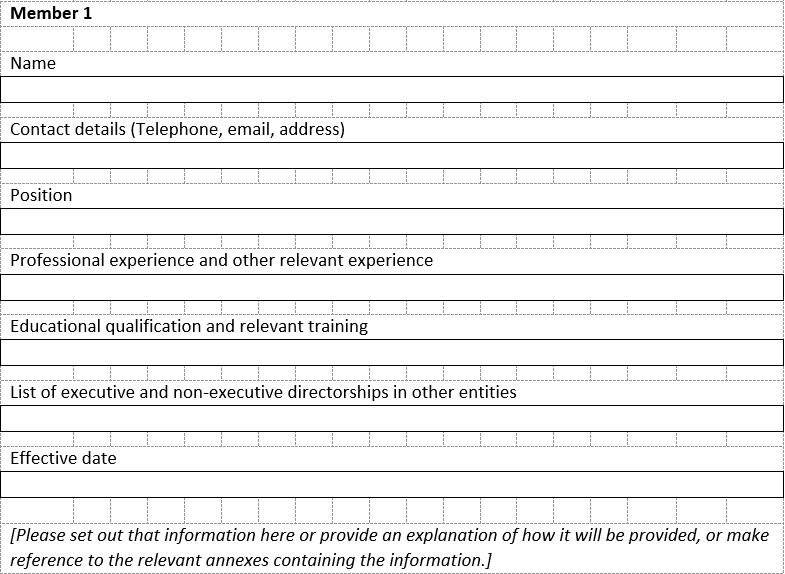 Member 1
Name
Contact details (Telephone, email, address)
Position
Professional experience and other relevant experience
Educational qualification and relevant training
List of executive and non-executive directorships in other entities
Effective date
[Please set out that information here or provide an explanation of how it will be provided, or make
reference to the relevant annexes containing the information.]